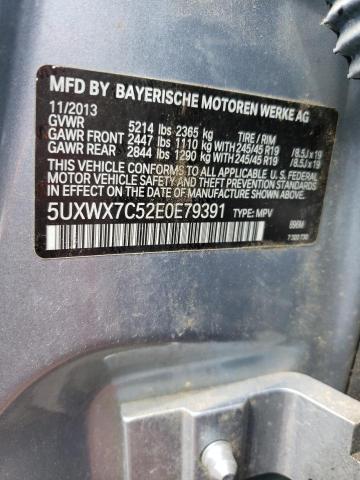 MFD BY BAYERISCHE MOTOREN WERKE AG
11/2013
GVWR 5214 lbs 2365 kg TIRE / RIM
GAWR FRONT 2447 lbs 1110 kg WITH 245/45 R19 / 8.5J x 19
GAWR REAR 2844 lbs 1290 kg WITH 245/45 R19 / 8.5J x 19
THIS VEHICLE CONFORMS TO ALL APPLICABLE U.S. FEDERAL
MOTOR VEHICLE SAFETY STANDARDS IN EFFECT ON THE
DATE OF MANUFACTURE SHOWN ABOVE.
5UXWX7C52E0E79391 TYPE: MPV